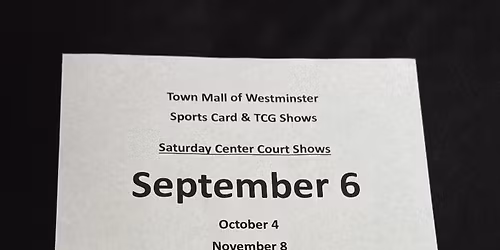 Town Mall of Westminster
Sports Card & TCG Shows
Saturday Center Court Shows
September 6
October 4
November 8